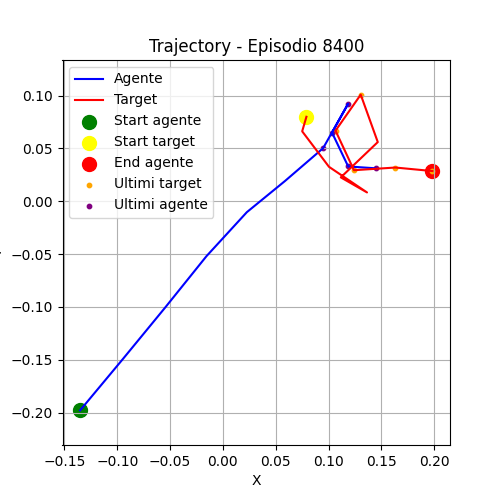 Trajectory - Episodio 8400
Agente
Target
Start agente
Start target
End agente
Ultimi target
Ultimi agente
0.10
0.05
0.00
−0.05
−0.10
−0.15
−0.20
−0.15 −0.10 −0.05 0.00 0.05 0.10 0.15 0.20
X